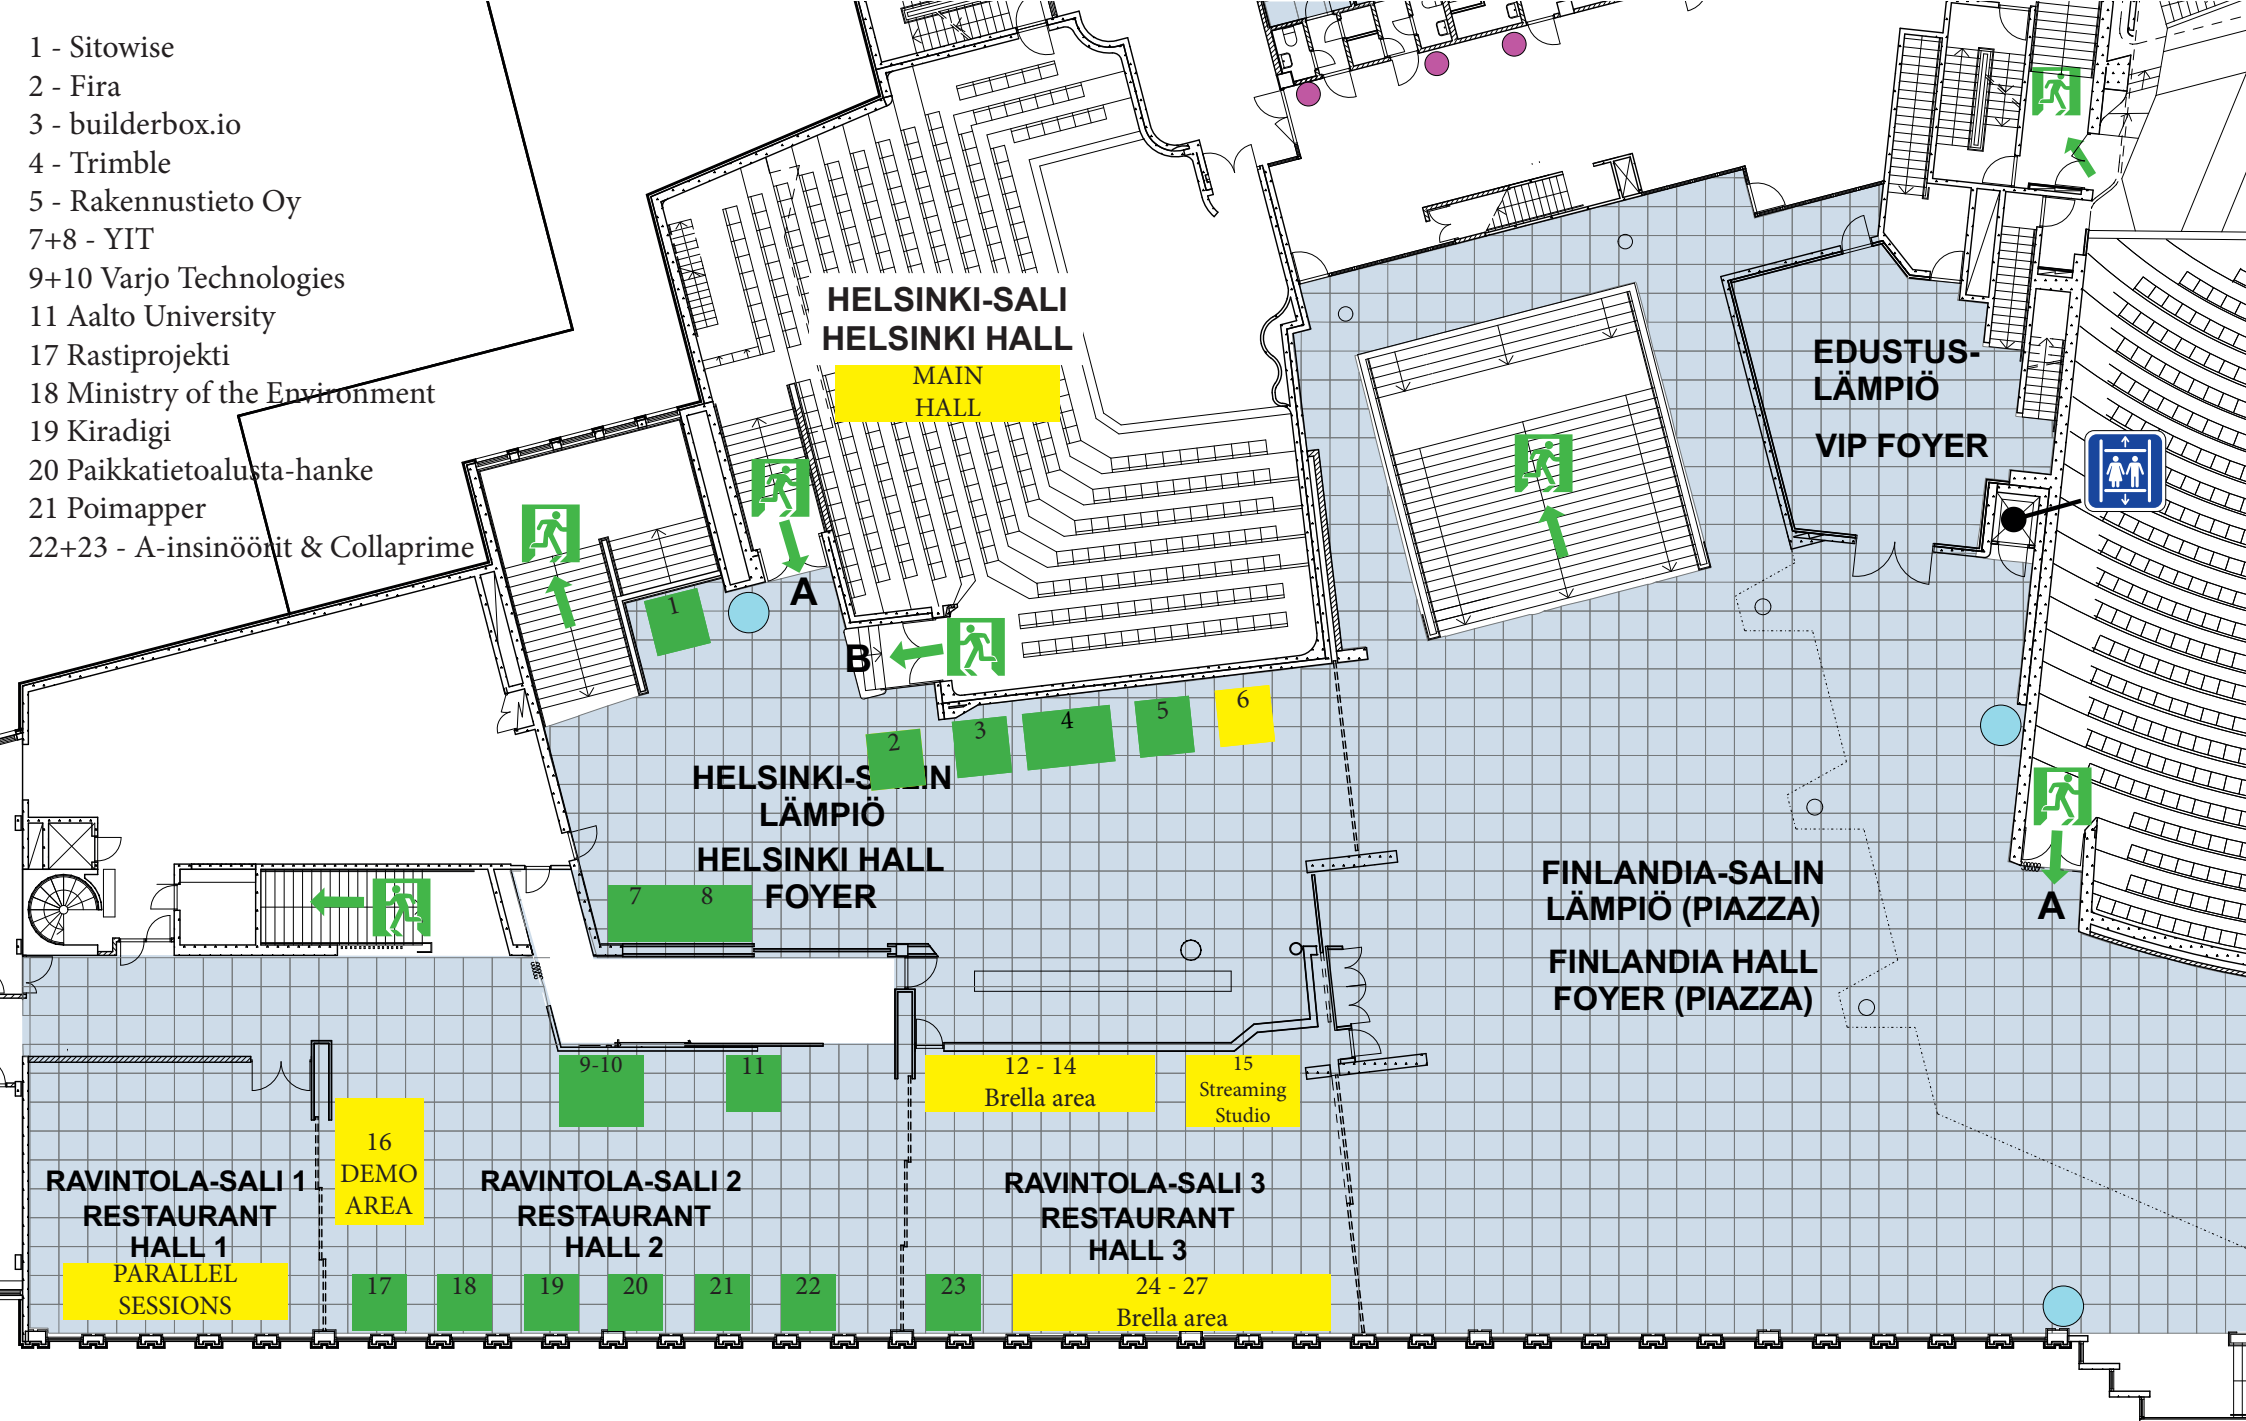 1 - Sitowise
2 - Fira
3 - builderbox.io
4 - Trimble
5 - Rakennustieto Oy
7+8 - YIT
9+10 Varjo Technologies
11 Aalto University
17 Rastiprojekti
18 Ministry of the Environment
19 Kiradigi
20 Paikkatietoalusta-hanke
21 Poimapper
22+23 - A-insinöörit & Collaprime
HELSINKI-SALI
HELSINKI HALL
MAIN
HALL
EDUSTUS-
LÄMPIÖ
VIP FOYER
A
1
B
2
3
4
5
6
HELSINKI-SALIN
LÄMPIÖ
HELSINKI HALL
FOYER
7 8
FINLANDIA-SALIN
LÄMPIÖ (PIAZZA)
FINLANDIA HALL
FOYER (PIAZZA)
A
9-10
11
12 - 14
Brella area
15
Streaming
Studio
16
DEMO
AREA
RAVINTOLA-SALI 1
RESTAURANT
HALL 1
PARALLEL
SESSIONS
RAVINTOLA-SALI 2
RESTAURANT
HALL 2
RAVINTOLA-SALI 3
RESTAURANT
HALL 3
17
18
19
20
21
22
23
24 - 27
Brella area